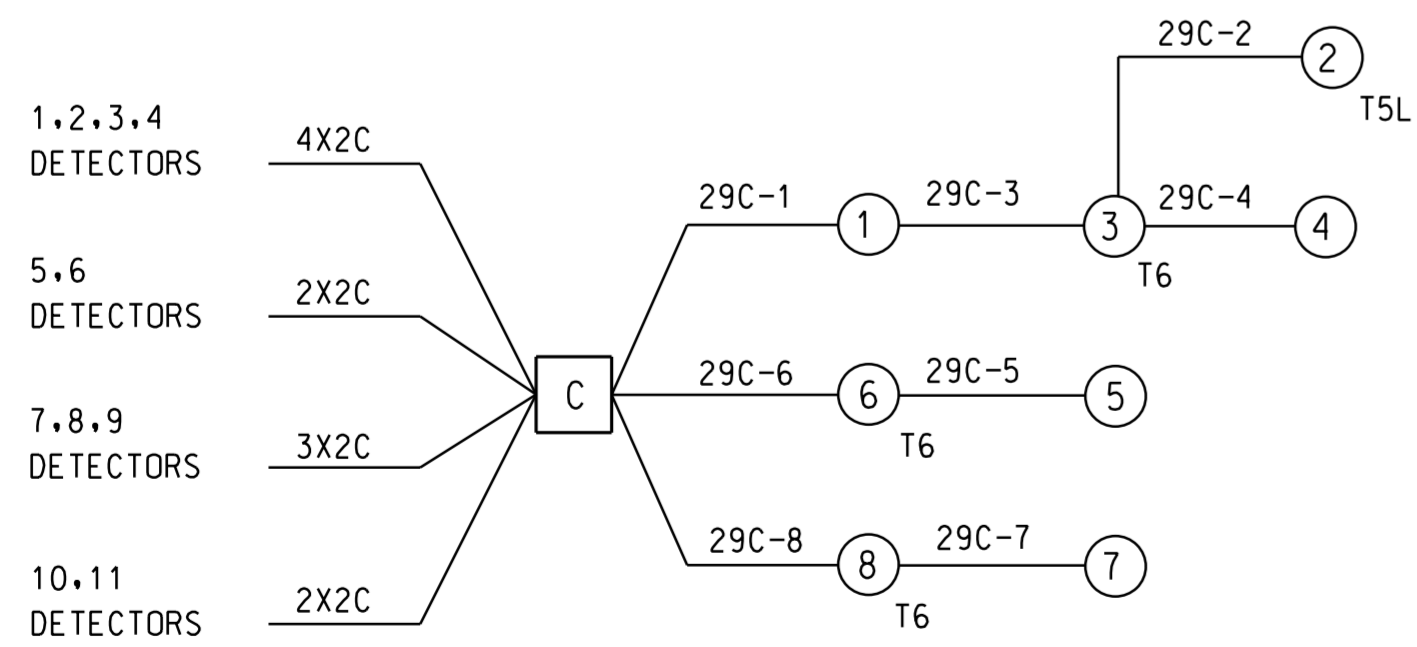 1,2,3,4
DETECTORS
4X2C
5,6
DETECTORS
2X2C
7,8,9
DETECTORS
3X2C
10,11
DETECTORS
2X2C
C
29C-1
1
29C-3
3
T6
29C-2
2
T5L
29C-4
4
29C-6
6
T6
29C-5
5
29C-8
8
T6
29C-7
7